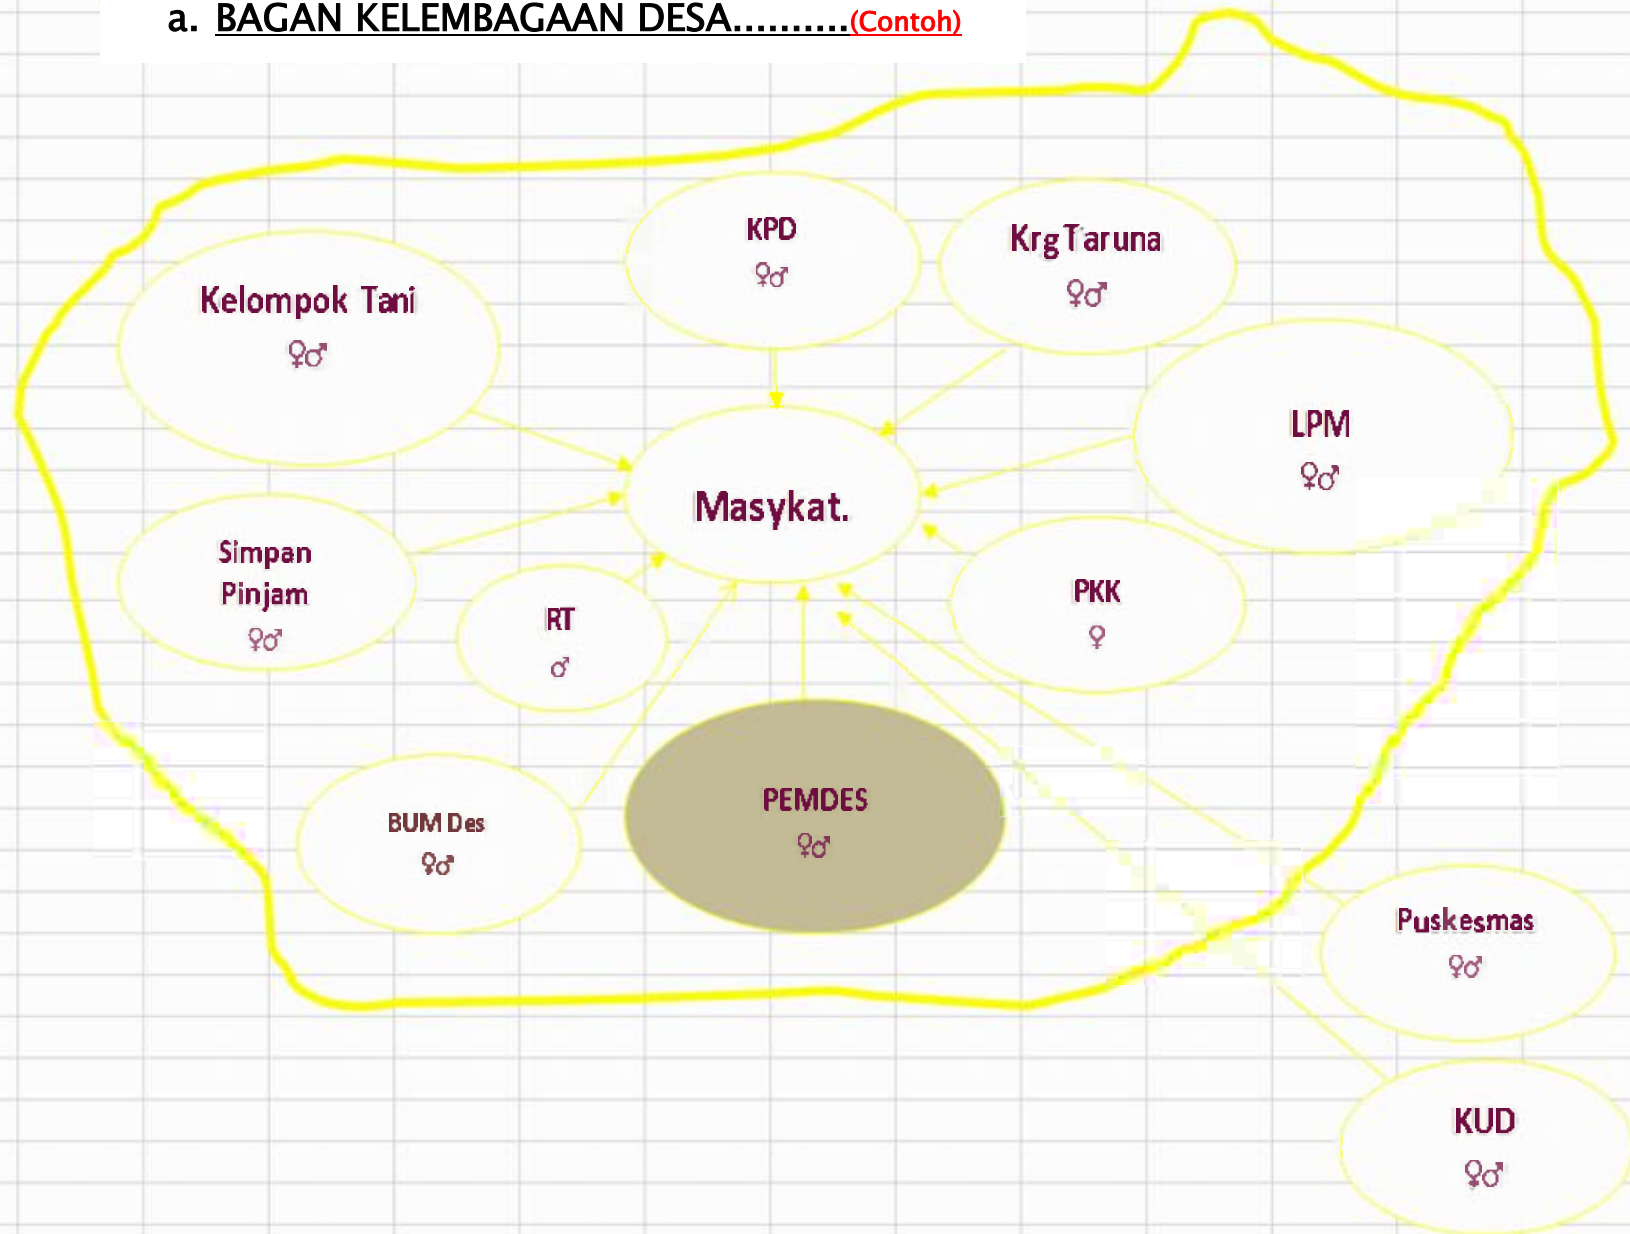 a. BAGAN KELEMBAGAAN DESA..........(Contoh)
KPD
♀♂
Krg Taruna
♀♂
Kelompok Tani
♀♂
LPM
♀♂
Masykat.
Simpan
Pinjam
♀♂
RT
♂
PKK
♀
BUM Des
♀♂
PEMDES
♀♂
Puskesmas
♀♂
KUD
♀♂